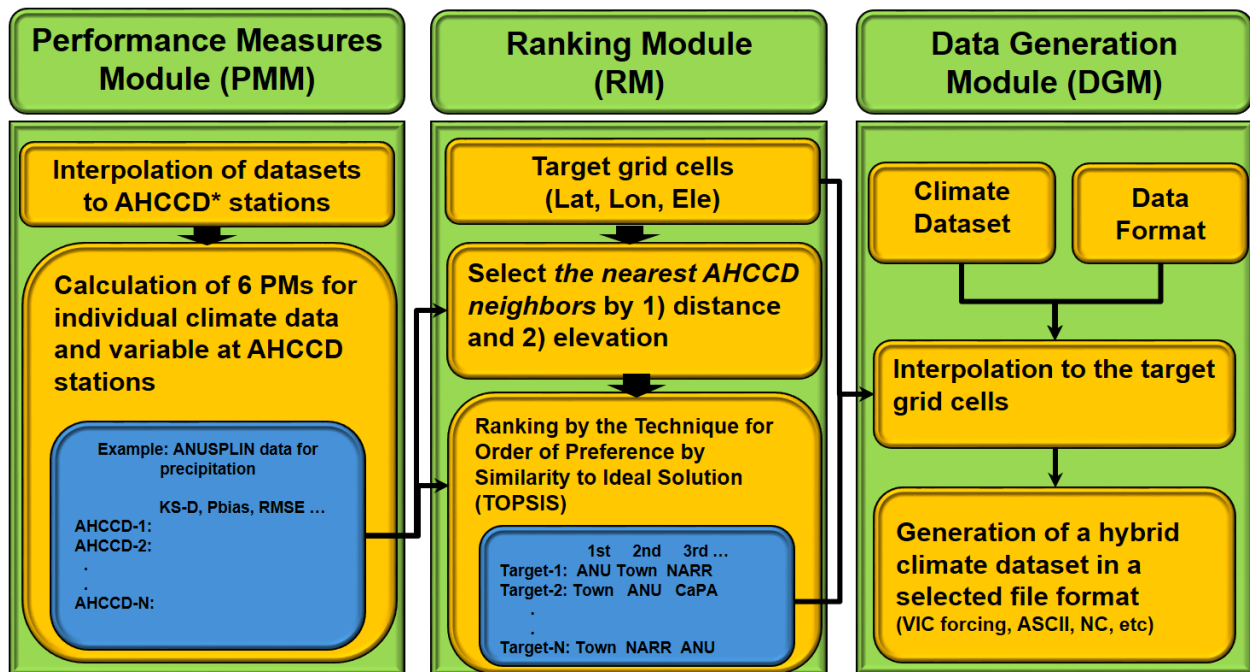 Performance Measures
Module (PMM)
Interpolation of datasets
to AHCCD* stations
Calculation of 6 PMs for
individual climate data
and variable at AHCCD
stations
Example: ANUSPLIN data for
precipitation
KS-D, Pbias, RMSE ...
AHCCD-1:
AHCCD-2:
.
.
AHCCD-N:
Ranking Module
(RM)
Target grid cells
(Lat, Lon, Ele)
Select the nearest AHCCD
neighbors by 1) distance
and 2) elevation
Ranking by the Technique for
Order of Preference by
Similarity to Ideal Solution
(TOPSIS)
1st 2nd 3rd ...
Target-1: ANU Town NARR
Target-2: Town ANU CaPA
.
.
Target-N: Town NARR ANU
Data Generation
Module (DGM)
Climate
Dataset
Data
Format
Interpolation to the target
grid cells
Generation of a hybrid
climate dataset in a
selected file format
(VIC forcing, ASCII, NC, etc)